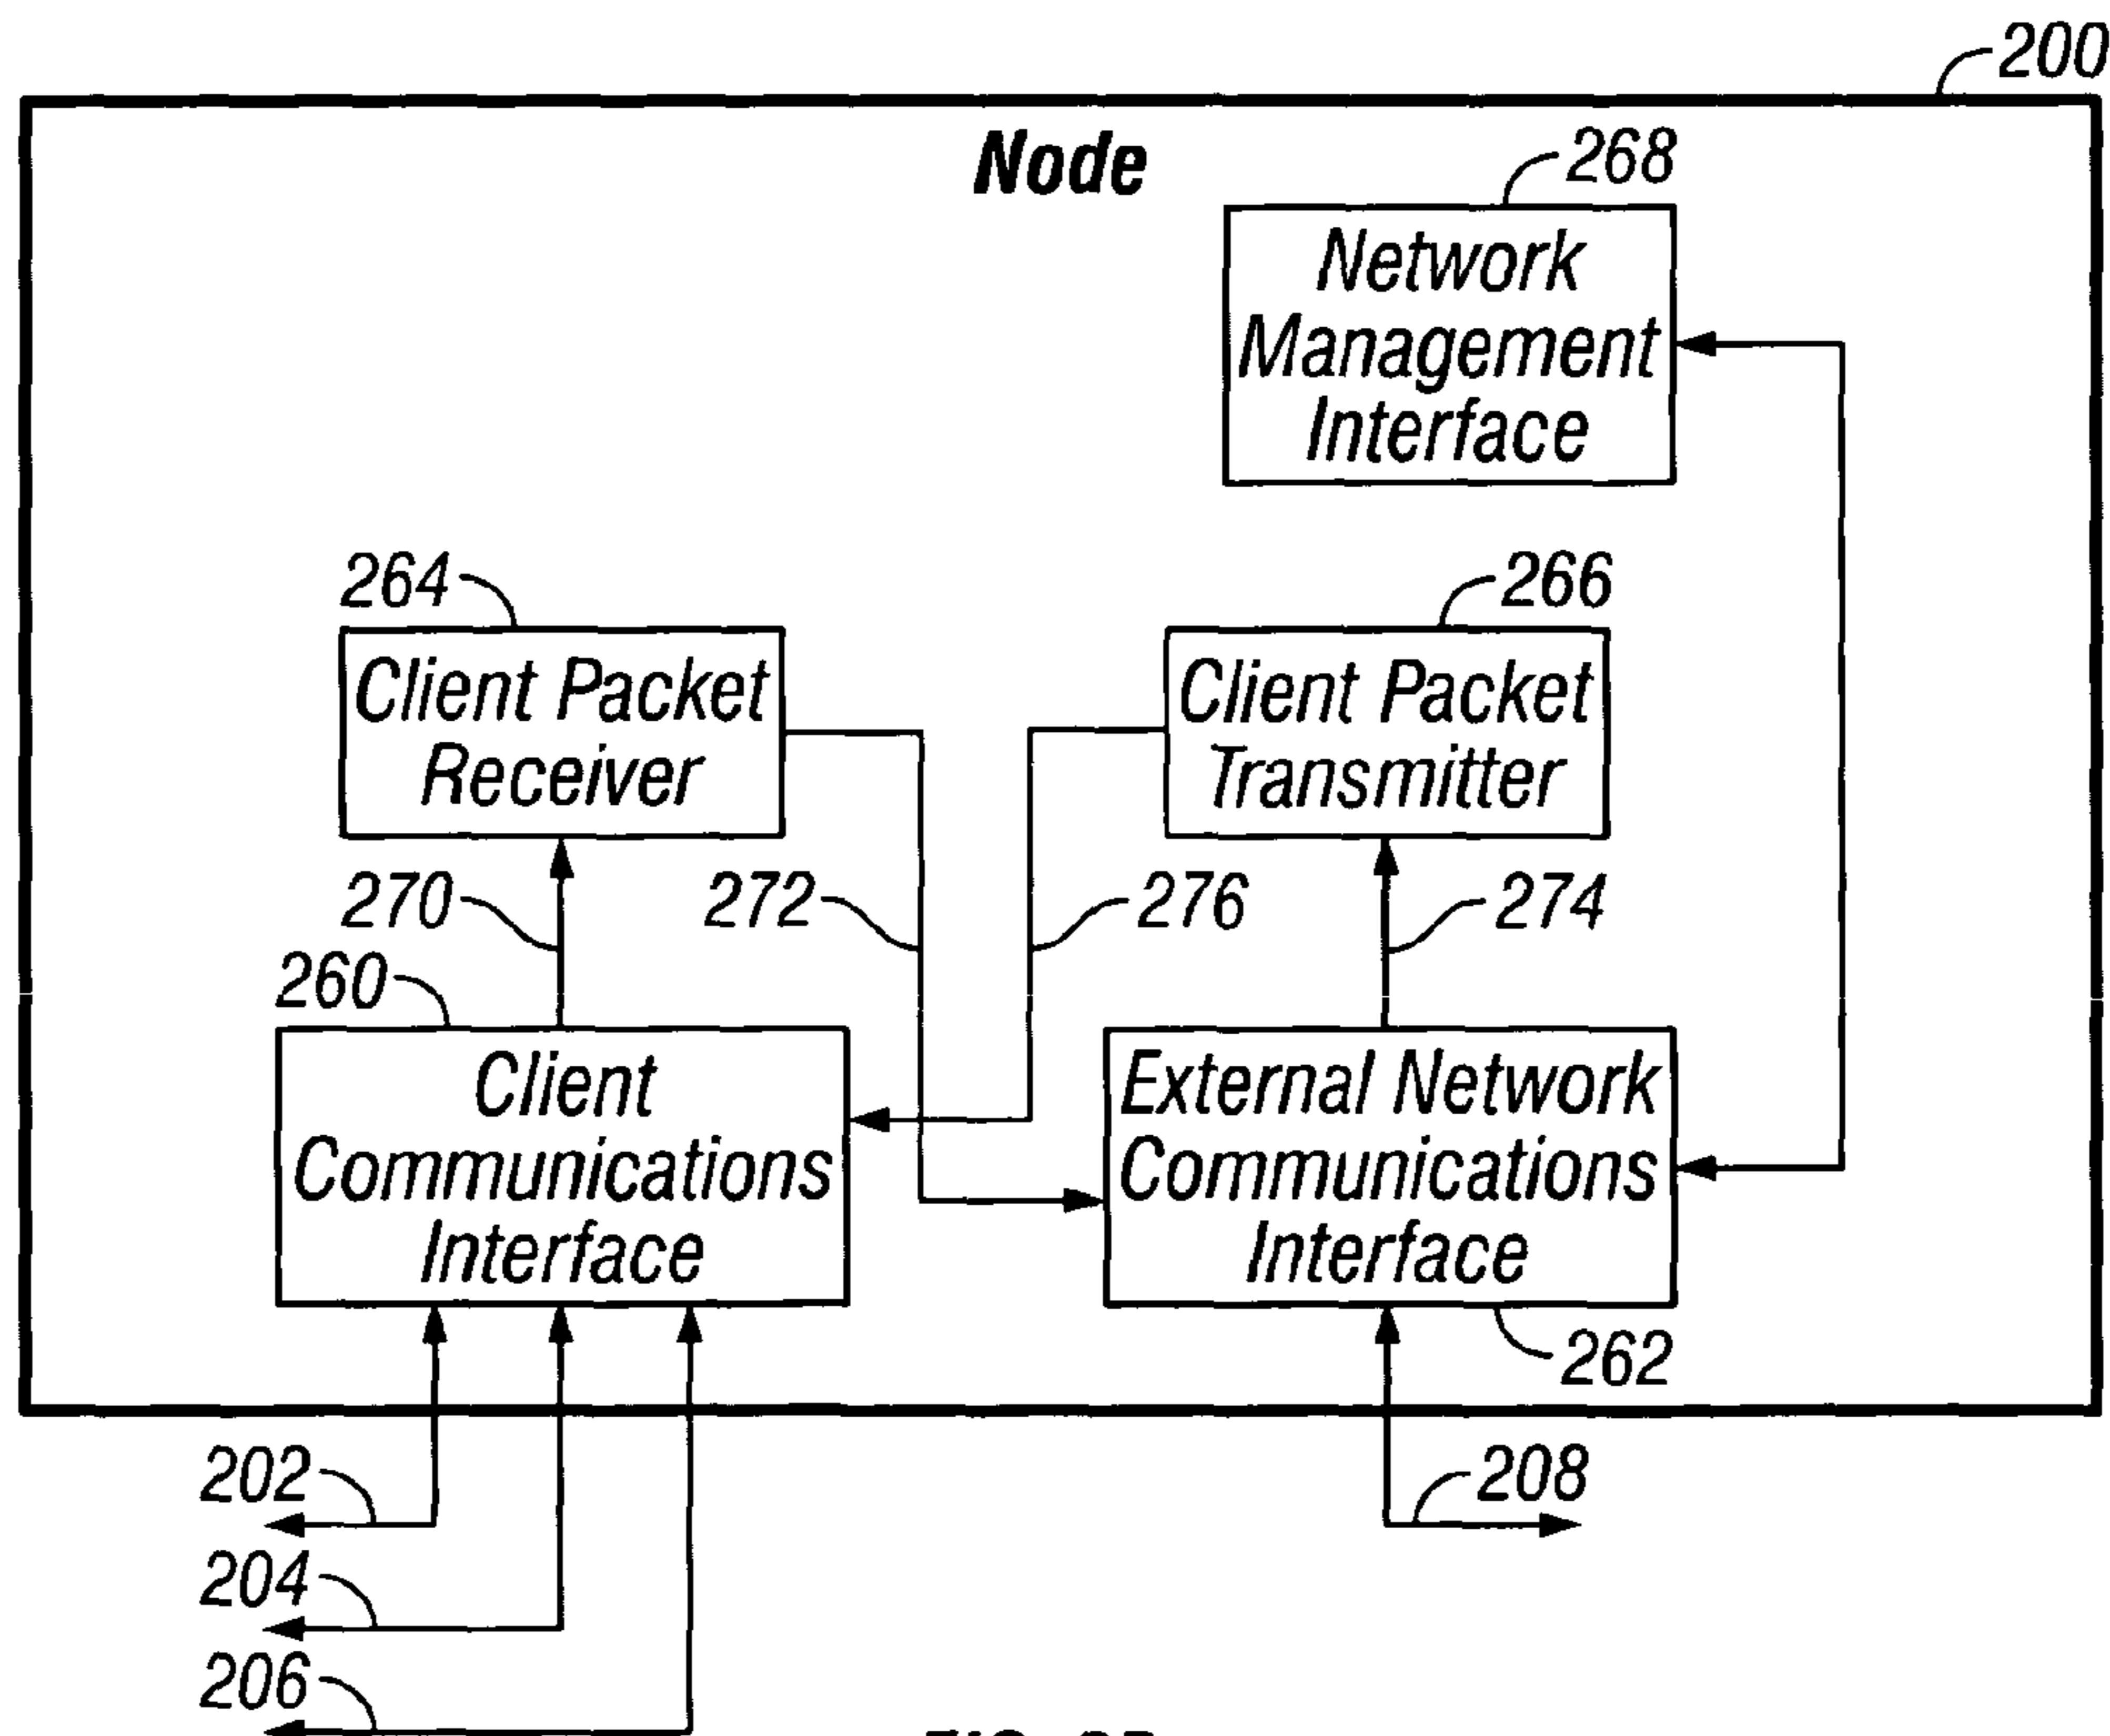 200
Node
268
Network
Management
Interface
264
266
Client Packet
Receiver
Client Packet
Transmitter
270
272
276
274
260
Client
Communications
Interface
External Network
Communications
Interface
262
202
208
204
206